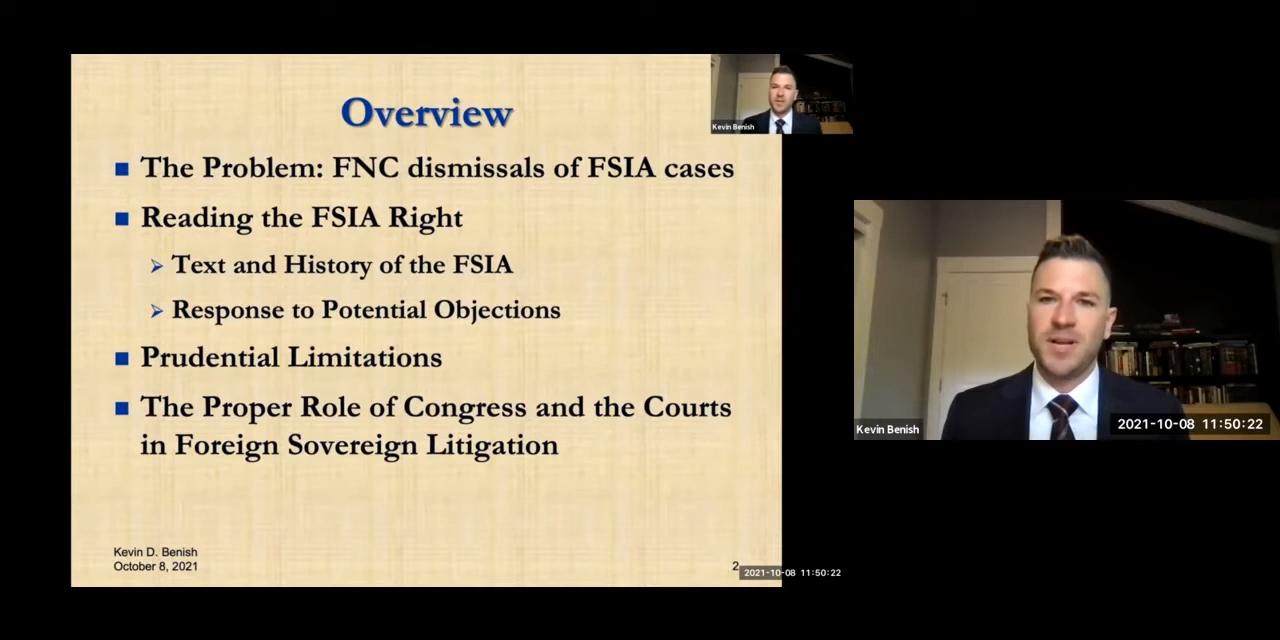 Overview
The Problem: FNC dismissals of FSIA cases
Reading the FSIA Right
Text and History of the FSIA
Response to Potential Objections
Prudential Limitations
The Proper Role of Congress and the Courts
in Foreign Sovereign Litigation
Kevin D. Benish
October 8, 2021
2
2021-10-08 11:50:22
Kevin Benish
Kevin Benish
2021-10-08 11:50:22